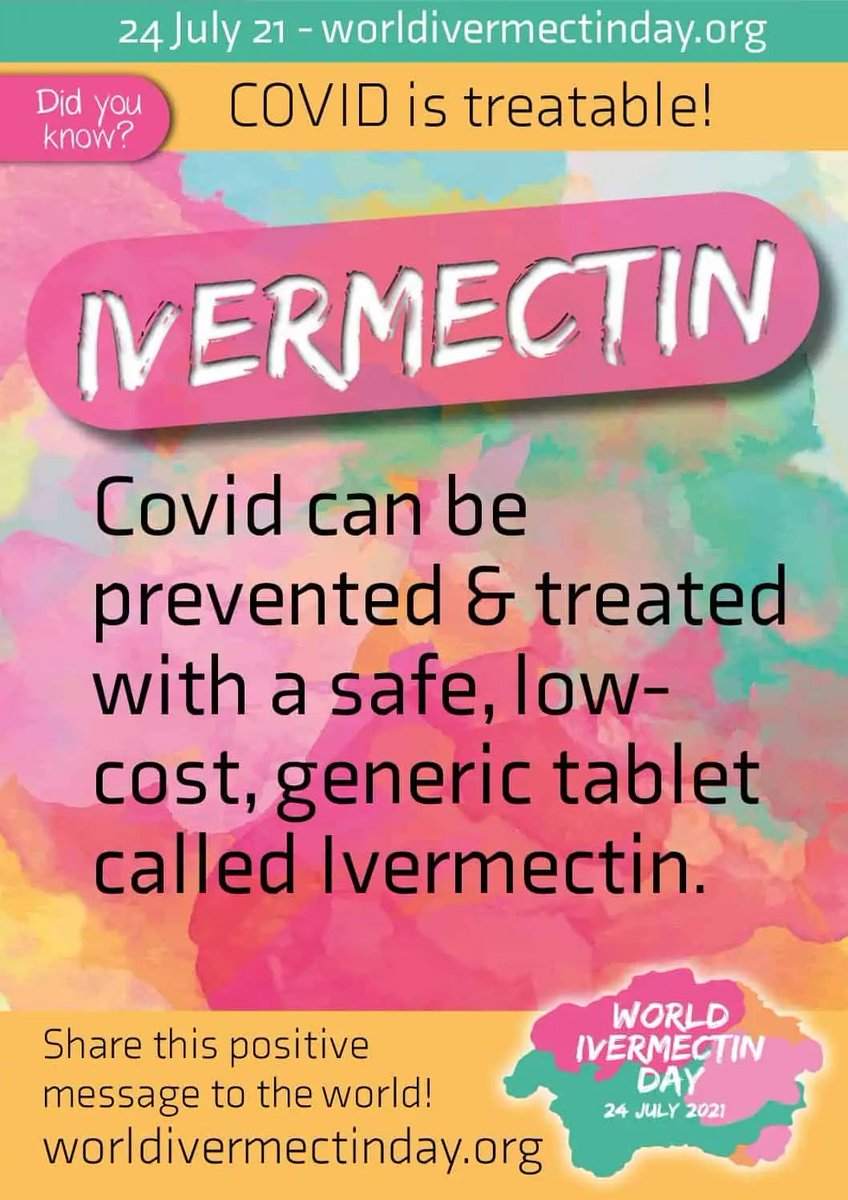 24 July 21 - worldivermectinday.org
Did you
know?
COVID is treatable!
IVERMECTIN
Covid can be
prevented & treated
with a safe, low-
cost, generic tablet
called Ivermectin.
Share this positive
message to the world!
worldivermectinday.org
WORLD
IVERMECTIN
DAY
24 JULY 2021